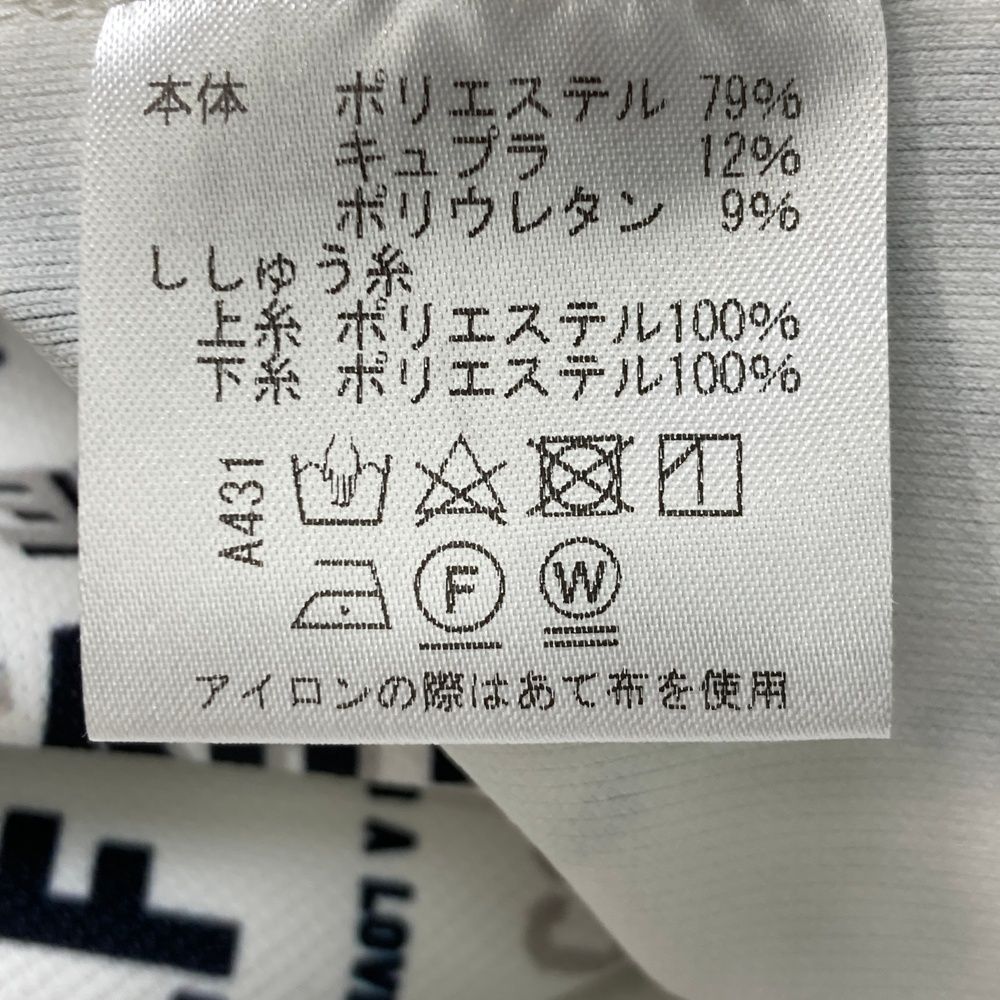 本体 ポリエステル 79%
キュプラ 12%
ポリウレタン 9%
ししゅう糸
上糸 ポリエステル100%
下糸 ポリエステル100%
A431
F
W
アイロンの際はあて布を使用
F
I A LOVE